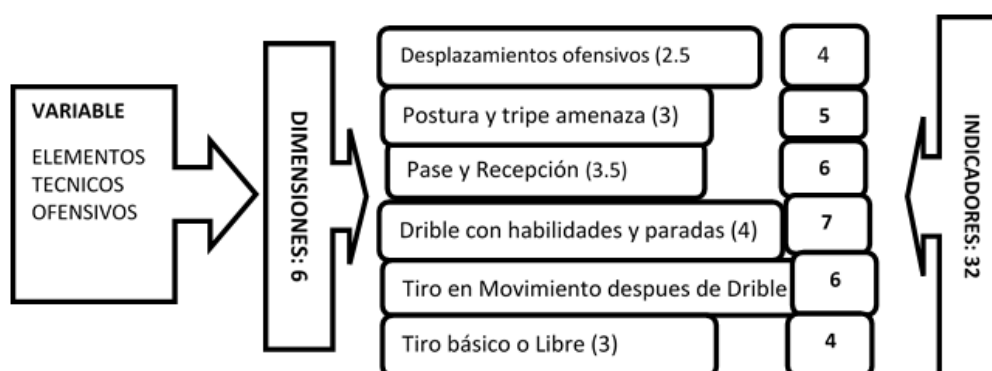 VARIABLE
ELEMENTOS
TECNICOS
OFENSIVOS
DIMENSIONES: 6
Desplazamientos ofensivos (2.5
4
Postura y tripe amenaza (3)
5
Pase y Recepción (3.5)
6
Drible con habilidades y paradas (4)
7
Tiro en Movimiento despues de Drible
6
Tiro básico o Libre (3)
4
INDICADORES: 32